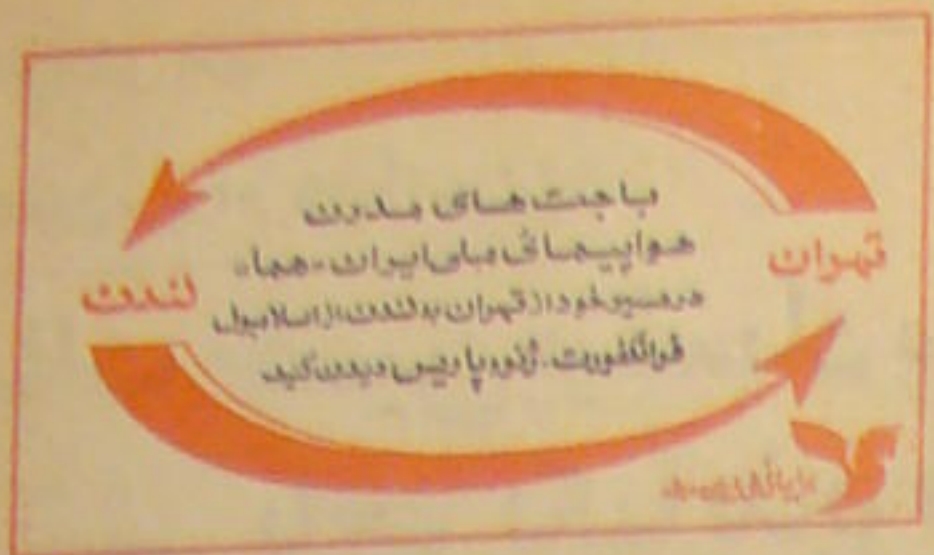 با جت های مدرن
هواپیمائی ملی ایران «هما»
در مسیر خود از تهران به لندن از اسلامبول
فرانکفورت. ژنو و پاریس دیدن کنید
تهران
لندن